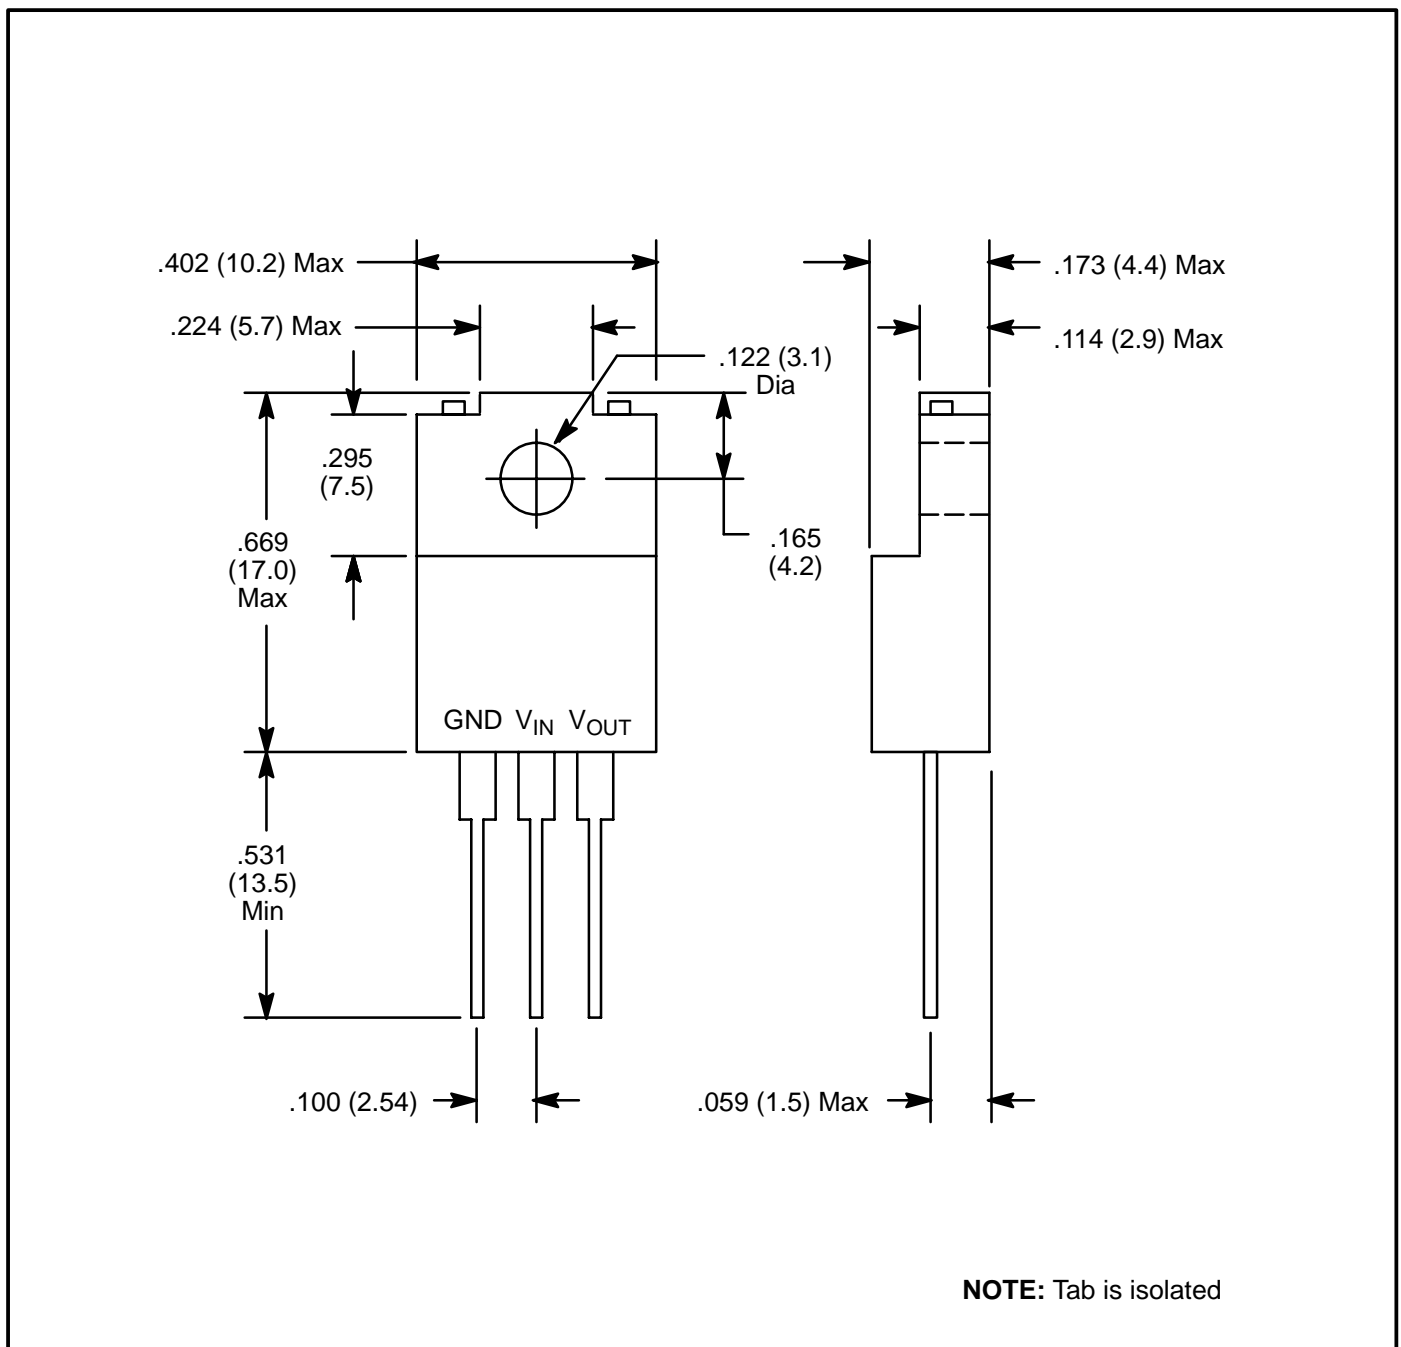 .402 (10.2) Max
.173 (4.4) Max
.224 (5.7) Max
.114 (2.9) Max
.122 (3.1)
Dia
.295
(7.5)
.669
(17.0)
Max
.165
(4.2)
GND VIN VOUT
.531
(13.5)
Min
.100 (2.54)
.059 (1.5) Max
NOTE: Tab is isolated